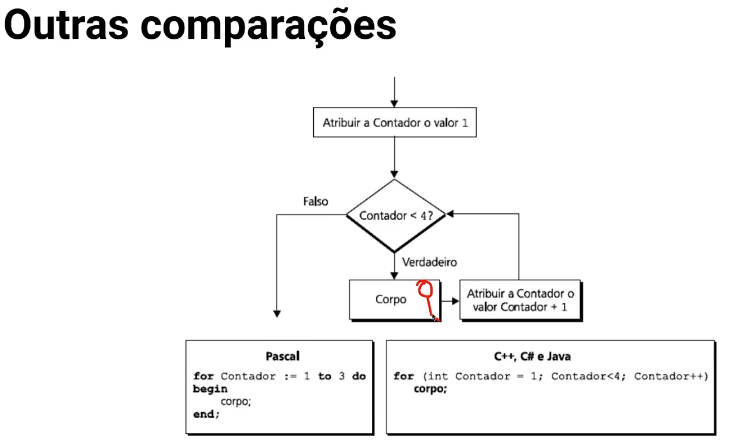 Outras comparações
Atribuir a Contador o valor 1
Falso
Contador < 4?
Verdadeiro
Corpo
Atribuir a Contador o
valor Contador + 1
Pascal
for Contador := 1 to 3 do
begin
corpo;
end;
C++, C# e Java
for (int Contador = 1; Contador<4; Contador++)
corpo;